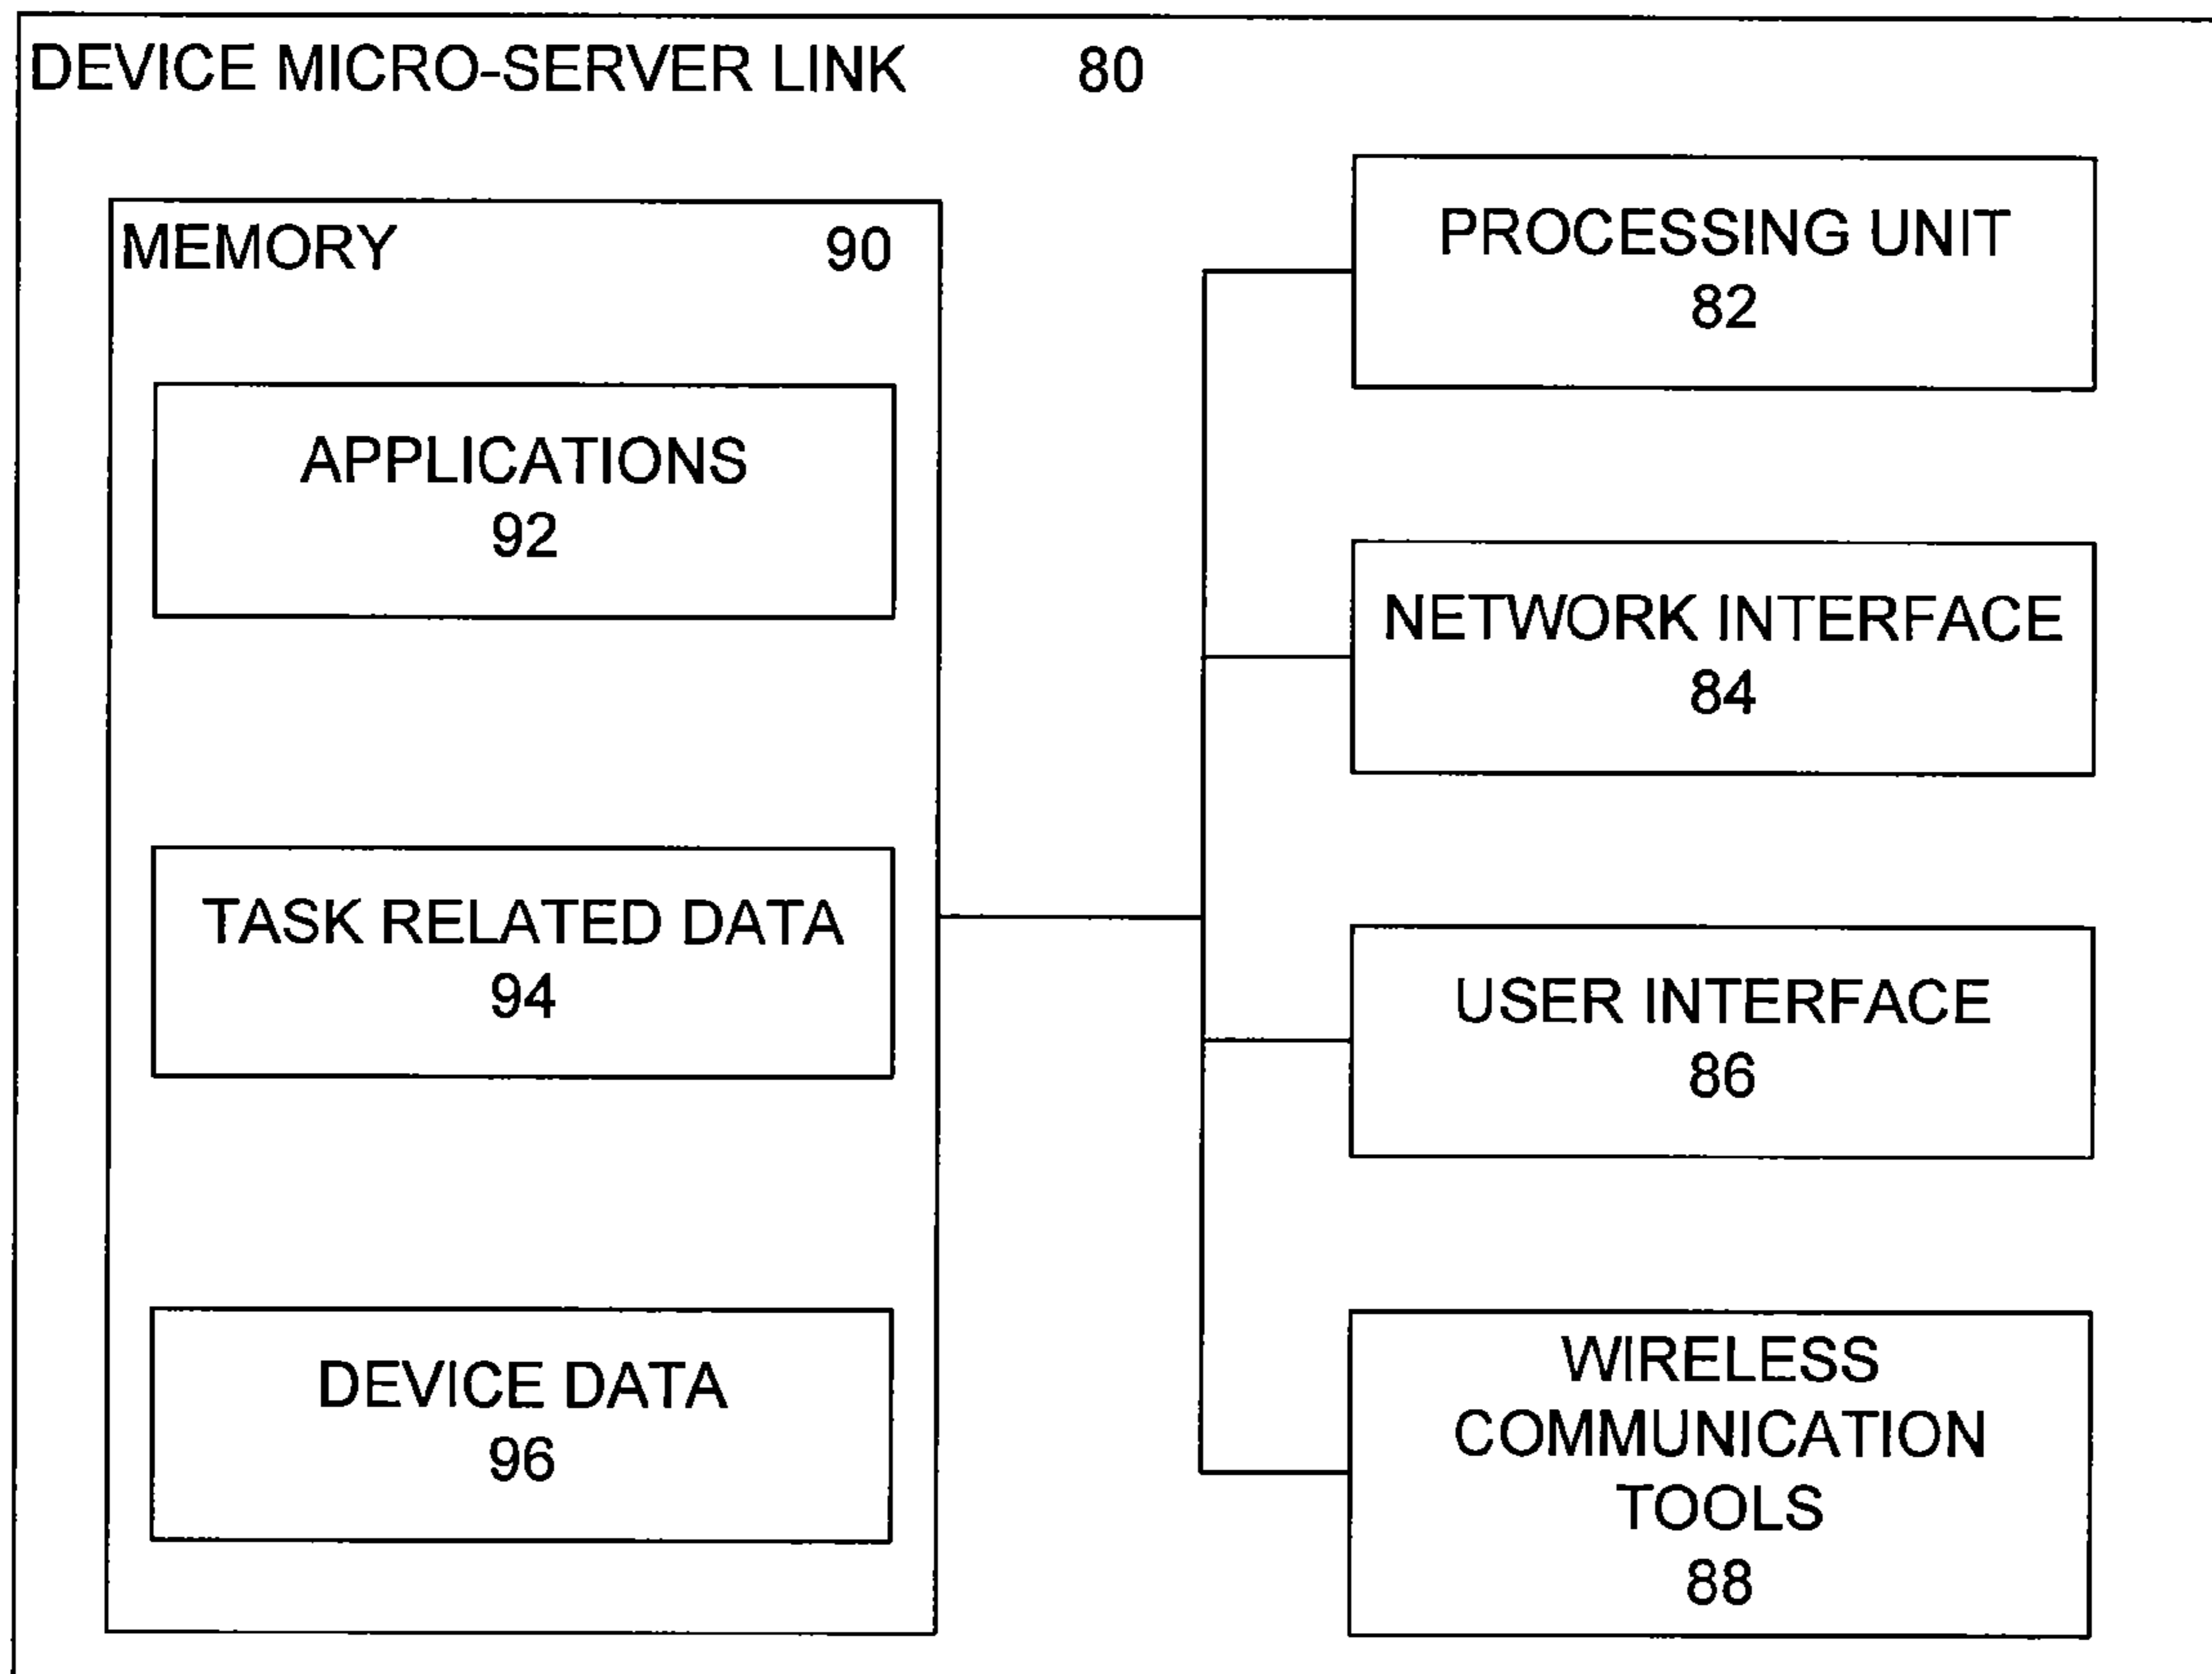 DEVICE MICRO-SERVER LINK 80
MEMORY 90
APPLICATIONS
92
TASK RELATED DATA
94
DEVICE DATA
96
PROCESSING UNIT
82
NETWORK INTERFACE
84
USER INTERFACE
86
WIRELESS
COMMUNICATION
TOOLS
88